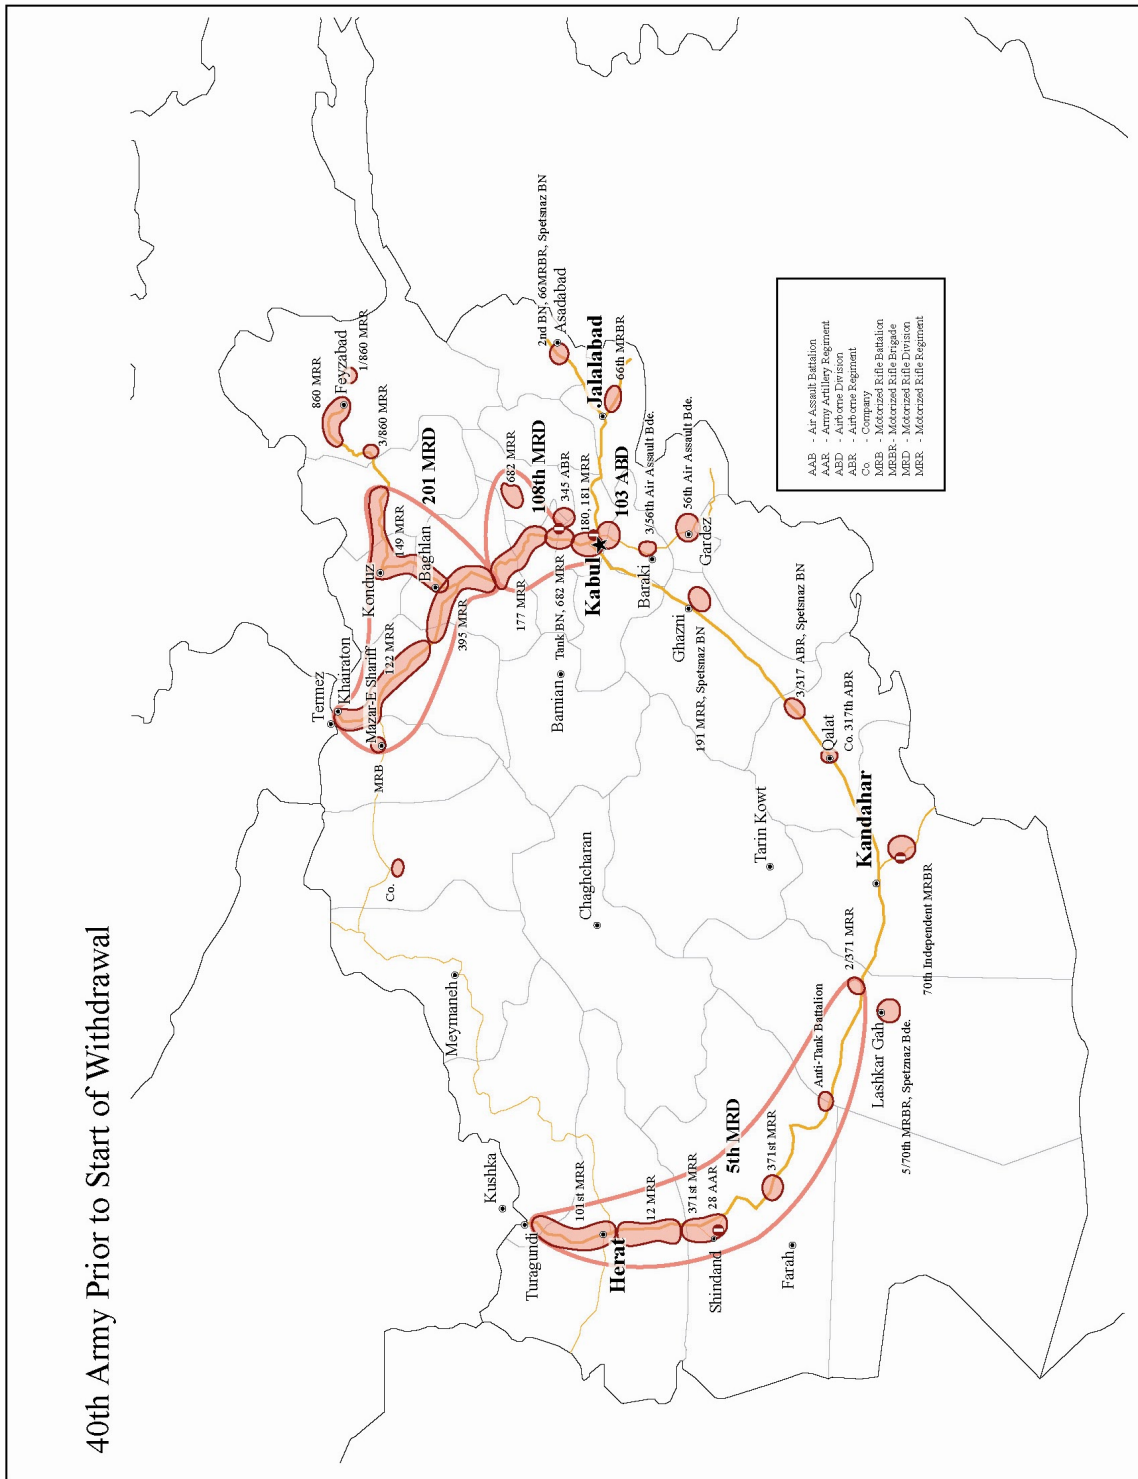 40th Army Prior to Start of Withdrawal
Termez
Khairaton
Mazar-E Shariff
MRB
Co.
122 MRR
Konduz
149 MRR
Baghlan
395 MRR
201 MRD
860 MRR
Feyzabad
1/860 MRR
3/860 MRR
682 MRR
108th MRD
177 MRR
345 ABR
Tank BN, 682 MRR
180, 181 MRR
Kabul
103 ABD
2nd BN, 66MRBR, Spetsnaz BN
Asadabad
Jalalabad
66th MRBR
3/56th Air Assault Bde.
Baraki
56th Air Assault Bde.
Gardez
Ghazni
191 MRR, Spetsnaz BN
Bamian
3/317 ABR, Spetsnaz BN
Qalat
Co. 317th ABR
Tarin Kowt
Kandahar
70th Independent MRBR
Chaghcharan
Meymaneh
Kushka
Turagundi
101st MRR
Herat
12 MRR
371st MRR
28 AAR
Shindand
5th MRD
371st MRR
Farah
Anti-Tank Battalion
2/371 MRR
Lashkar Gah
5/70th MRBR, Spetznaz Bde.
AAB - Air Assault Battalion
AAR - Army Artillery Regiment
ABD - Airborne Division
ABR - Airborne Regiment
Co. - Company
MRB - Motorized Rifle Battalion
MRBR - Motorized Rifle Brigade
MRD - Motorized Rifle Division
MRR - Motorized Rifle Regiment